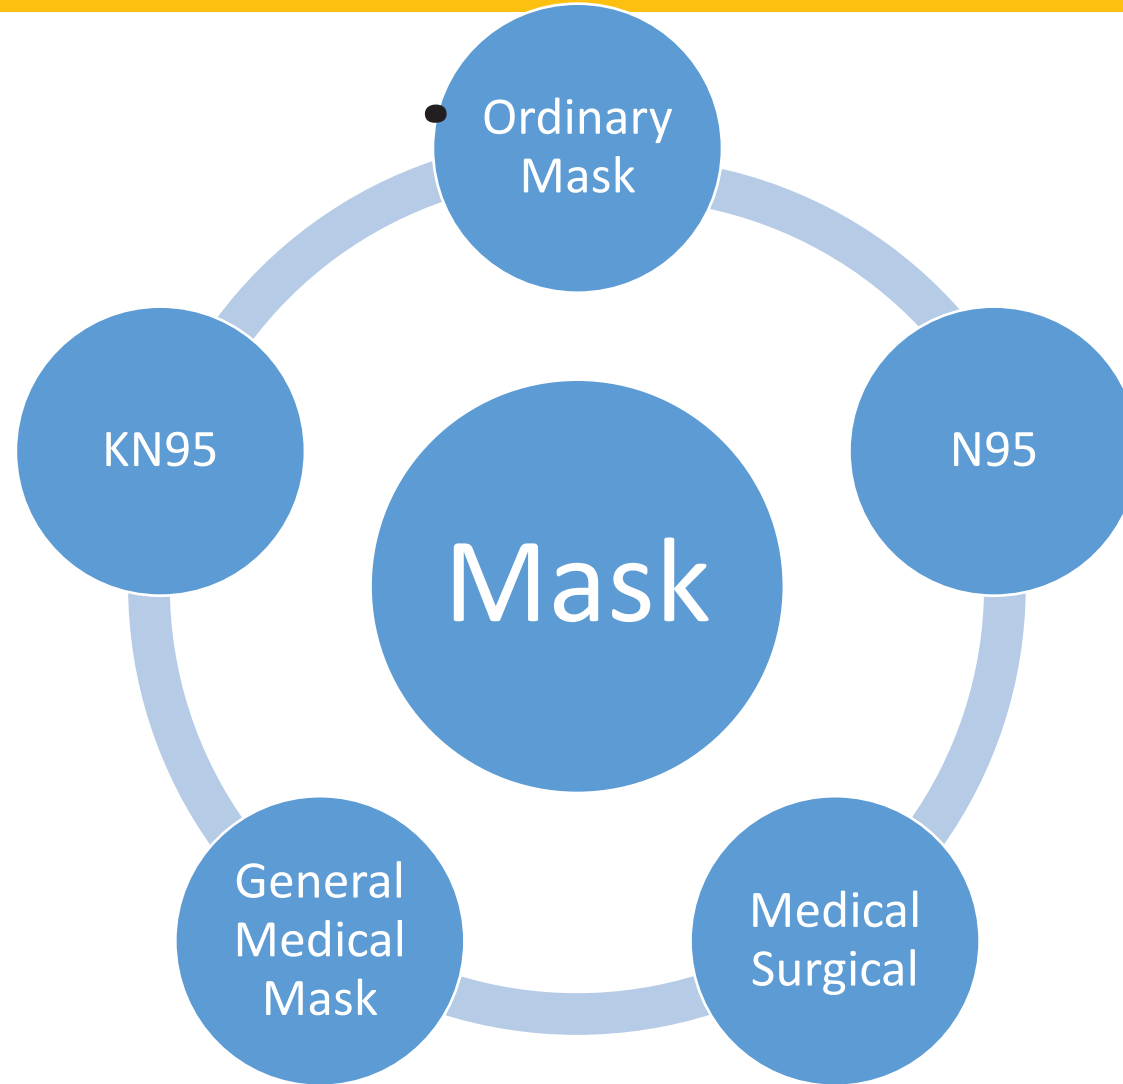 Ordinary
Mask
N95
Medical
Surgical
General
Medical
Mask
KN95
Mask